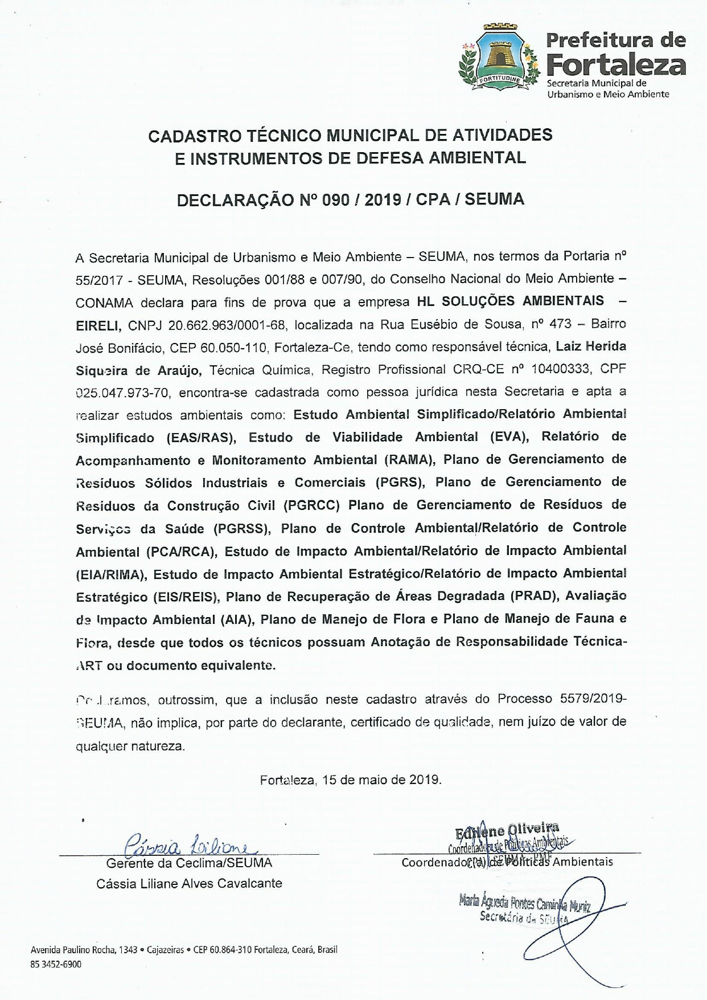 FORTITUDINE
Prefeitura de
Fortaleza
Secretaria Municipal de
Urbanismo e Meio Ambiente
CADASTRO TÉCNICO MUNICIPAL DE ATIVIDADES
E INSTRUMENTOS DE DEFESA AMBIENTAL
DECLARAÇÃO Nº 090 / 2019 / CPA / SEUMA
A Secretaria Municipal de Urbanismo e Meio Ambiente – SEUMA, nos termos da Portaria nº
55/2017 - SEUMA, Resoluções 001/88 e 007/90, do Conselho Nacional do Meio Ambiente –
CONAMA declara para fins de prova que a empresa HL SOLUÇÕES AMBIENTAIS –
EIRELI, CNPJ 20.662.963/0001-68, localizada na Rua Eusébio de Sousa, nº 473 – Bairro
José Bonifácio, CEP 60.050-110, Fortaleza-Ce, tendo como responsável técnica, Laiz Herida
Siqueira de Araújo, Técnica Química, Registro Profissional CRQ-CE nº 10400333, CPF
025.047.973-70, encontra-se cadastrada como pessoa jurídica nesta Secretaria e apta a
realizar estudos ambientais como: Estudo Ambiental Simplificado/Relatório Ambiental
Simplificado (EAS/RAS), Estudo de Viabilidade Ambiental (EVA), Relatório de
Acompanhamento e Monitoramento Ambiental (RAMA), Plano de Gerenciamento de
Resíduos Sólidos Industriais e Comerciais (PGRS), Plano de Gerenciamento de
Resíduos da Construção Civil (PGRCC) Plano de Gerenciamento de Resíduos de
Serviços da Saúde (PGRSS), Plano de Controle Ambiental/Relatório de Controle
Ambiental (PCA/RCA), Estudo de Impacto Ambiental/Relatório de Impacto Ambiental
(EIA/RIMA), Estudo de Impacto Ambiental Estratégico/Relatório de Impacto Ambiental
Estratégico (EIS/REIS), Plano de Recuperação de Áreas Degradada (PRAD), Avaliação
de Impacto Ambiental (AIA), Plano de Manejo de Flora e Plano de Manejo de Fauna e
Flora, desde que todos os técnicos possuam Anotação de Responsabilidade Técnica-
ART ou documento equivalente.
Declaramos, outrossim, que a inclusão neste cadastro através do Processo 5579/2019-
SEUMA, não implica, por parte do declarante, certificado de qualidade, nem juízo de valor de
qualquer natureza.
Fortaleza, 15 de maio de 2019.
Cássia Liliane
Gerente da Ceclima/SEUMA
Cássia Liliane Alves Cavalcante
Edilene Oliveira
Coordenadora de Políticas Ambientais
CPA / SEUMA - PMF
Coordenador(a) de Políticas Ambientais
Maria Águeda Pontes Caminha Muniz
Secretária da SEUMA
Avenida Paulino Rocha, 1343 • Cajazeiras • CEP 60.864-310 Fortaleza, Ceará, Brasil
85 3452-6900